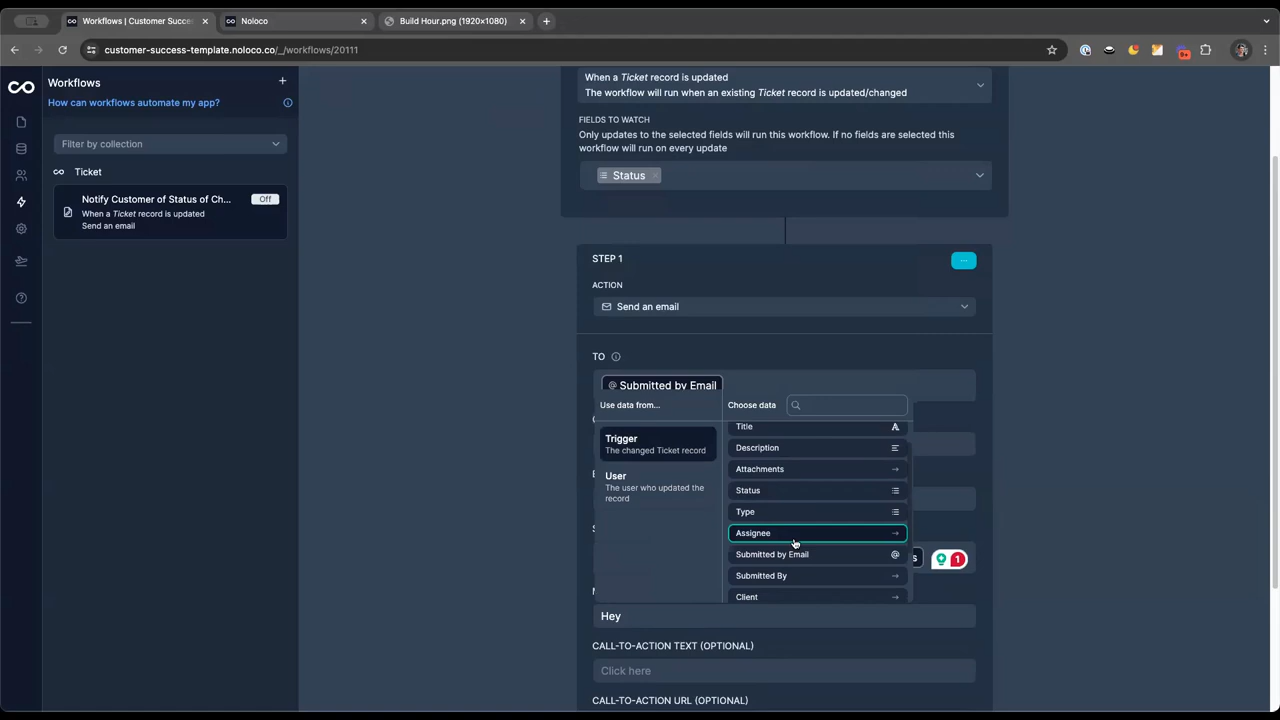 Workflows | Customer Succes
Noloco
Build Hour.png (1920×1080)
customer-success-template.noloco.co/_/workflows/20111
9+
Workflows
How can workflows automate my app?
Filter by collection
Ticket
Notify Customer of Status of Ch...
Off
When a Ticket record is updated
Send an email
When a Ticket record is updated
The workflow will run when an existing Ticket record is updated/changed
FIELDS TO WATCH
Only updates to the selected fields will run this workflow. If no fields are selected this
workflow will run on every update
Status
STEP 1
ACTION
Send an email
TO
@ Submitted by Email
Use data from...
Choose data
Trigger
The changed Ticket record
User
The user who updated the
record
Title
Description
Attachments
Status
Type
Assignee
Submitted by Email
@
Submitted By
Client
1
Hey
CALL-TO-ACTION TEXT (OPTIONAL)
Click here
CALL-TO-ACTION URL (OPTIONAL)